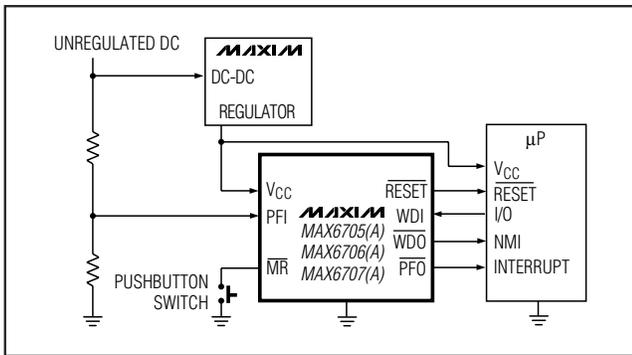 UNREGULATED DC
MAXIM
DC-DC
REGULATOR
μP
VCC
RESET
I/O
NMI
INTERRUPT
VCC
PFI
MR
MAXIM
MAX6705(A)
MAX6706(A)
MAX6707(A)
RESET
WDI
WDO
PFO
PUSHBUTTON
SWITCH